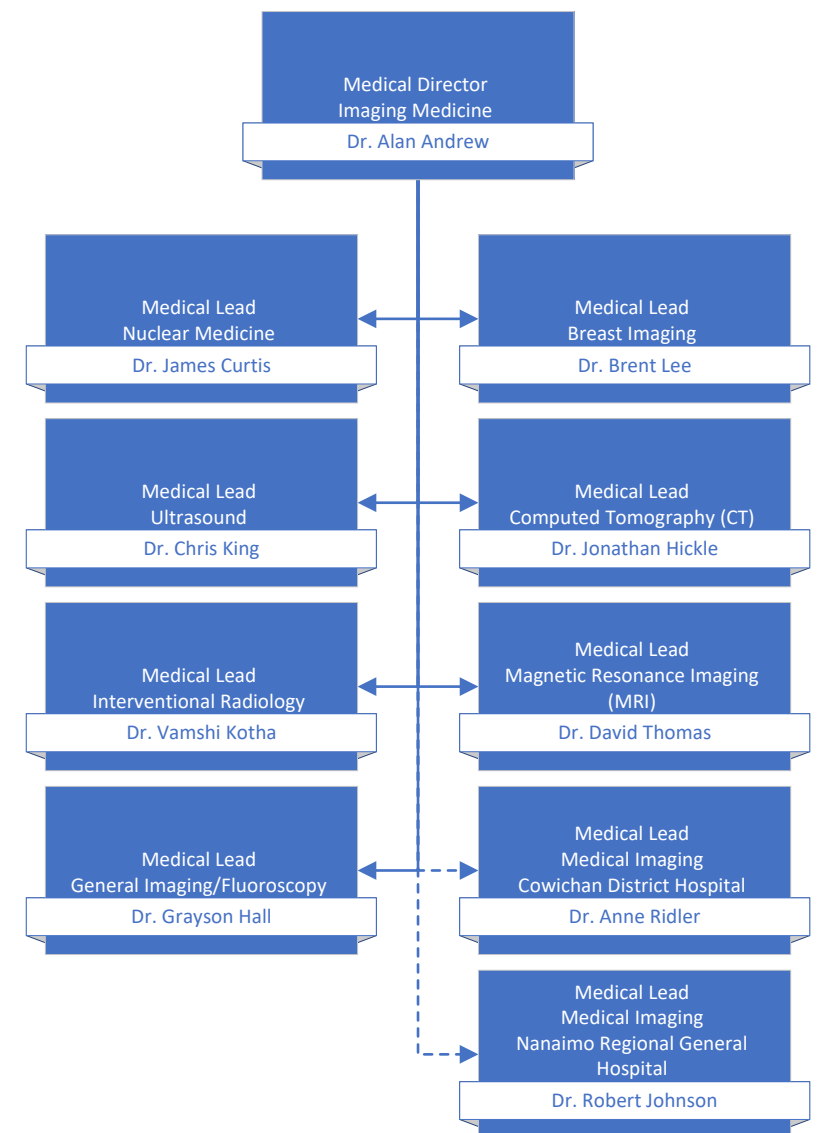 Medical Director
Imaging Medicine
Dr. Alan Andrew
Medical Lead
Nuclear Medicine
Dr. James Curtis
Medical Lead
Breast Imaging
Dr. Brent Lee
Medical Lead
Ultrasound
Dr. Chris King
Medical Lead
Computed Tomography (CT)
Dr. Jonathan Hickle
Medical Lead
Interventional Radiology
Dr. Vamshi Kotha
Medical Lead
Magnetic Resonance Imaging
(MRI)
Dr. David Thomas
Medical Lead
General Imaging/Fluoroscopy
Dr. Grayson Hall
Medical Lead
Medical Imaging
Cowichan District Hospital
Dr. Anne Ridler
Medical Lead
Medical Imaging
Nanaimo Regional General
Hospital
Dr. Robert Johnson